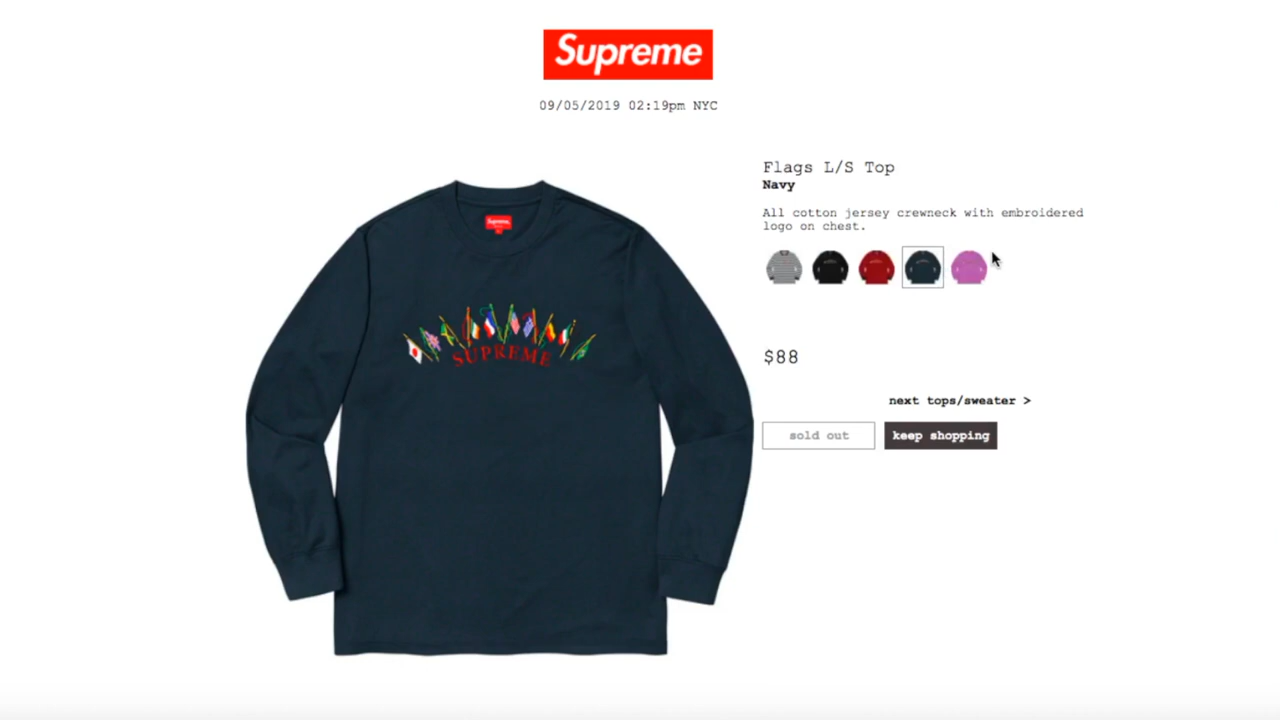 Supreme
09/05/2019 02:19pm NYC
Flags L/S Top
Navy
All cotton jersey crewneck with embroidered
logo on chest.
Supreme
SUPREME
$88
next tops/sweater >
sold out
keep shopping